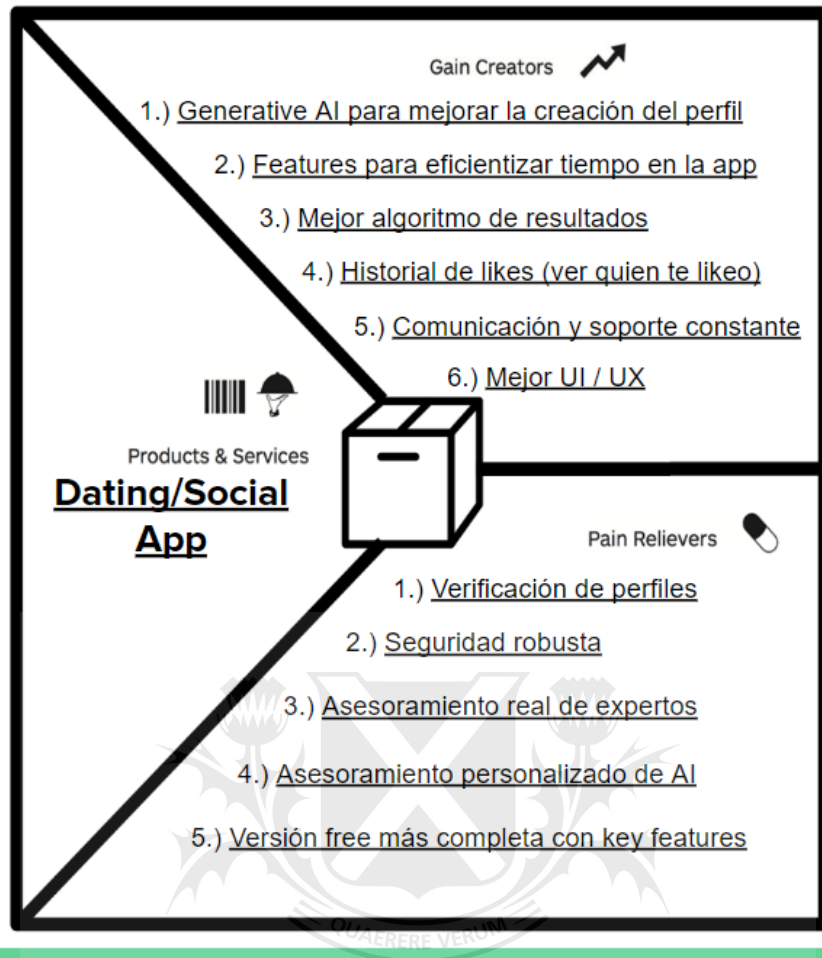 Gain Creators
1.) Generative AI para mejorar la creación del perfil
2.) Features para eficientizar tiempo en la app
3.) Mejor algoritmo de resultados
4.) Historial de likes (ver quien te likeo)
5.) Comunicación y soporte constante
6.) Mejor UI / UX
Products & Services
Dating/Social
App
Pain Relievers
1.) Verificación de perfiles
2.) Seguridad robusta
3.) Asesoramiento real de expertos
4.) Asesoramiento personalizado de AI
5.) Versión free más completa con key features
QUAERERE VERUM